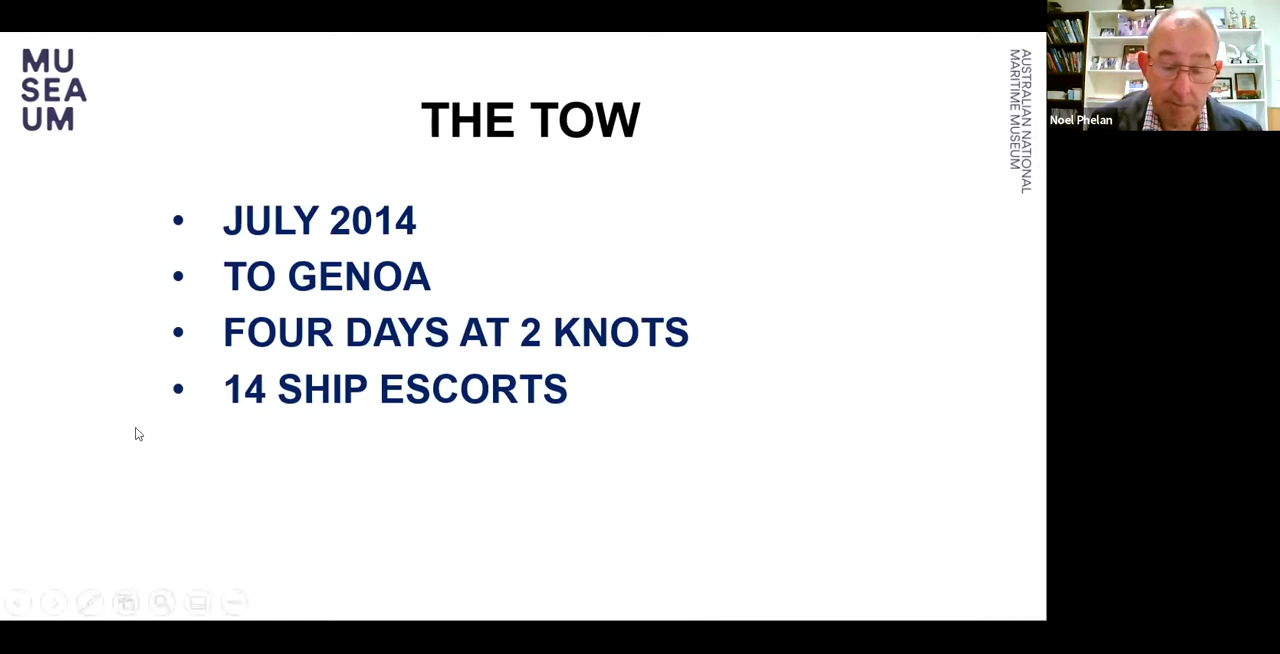 MU
SEA
UM
THE TOW
AUSTRALIAN NATIONAL
MARITIME MUSEUM
• JULY 2014
• TO GENOA
• FOUR DAYS AT 2 KNOTS
• 14 SHIP ESCORTS
Noel Phelan